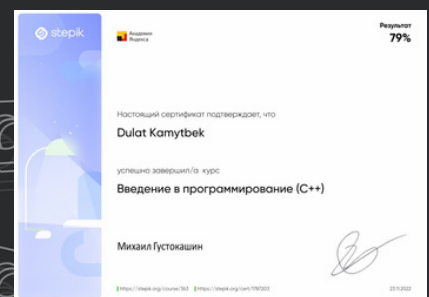 stepik
Академия
Яндекса
Результат
79%
Настоящий сертификат подтверждает, что
Dulat Kamytbek
успешно завершил/а курс
Введение в программирование (C++)
Михаил Густокашин